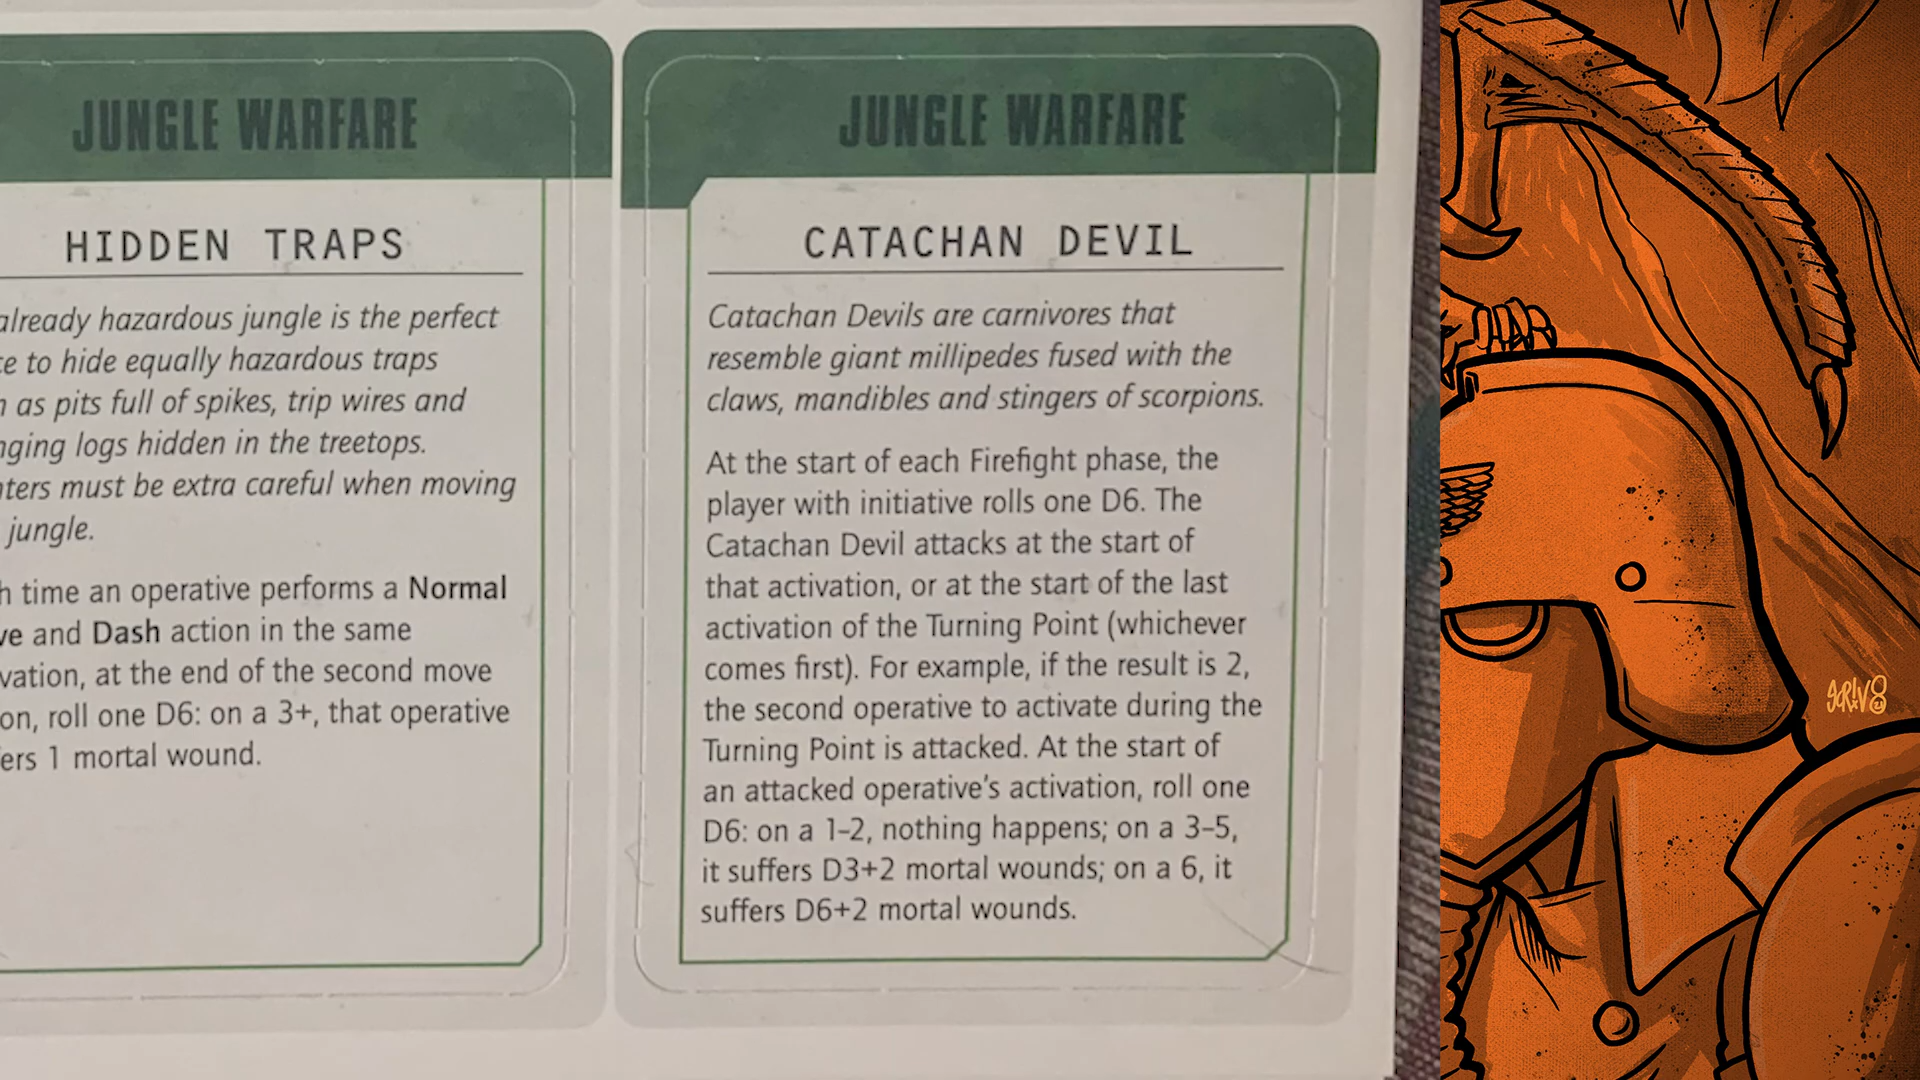 JUNGLE WARFARE
HIDDEN TRAPS
already hazardous jungle is the perfect
to hide equally hazardous traps
as pits full of spikes, trip wires and
logs hidden in the treetops.
must be extra careful when moving
jungle.
time an operative performs a Normal
and Dash action in the same
at the end of the second move
roll one D6: on a 3+, that operative
1 mortal wound.
JUNGLE WARFARE
CATACHAN DEVIL
Catachan Devils are carnivores that
resemble giant millipedes fused with the
claws, mandibles and stingers of scorpions.
At the start of each Firefight phase, the
player with initiative rolls one D6. The
Catachan Devil attacks at the start of
that activation, or at the start of the last
activation of the Turning Point (whichever
comes first). For example, if the result is 2,
the second operative to activate during the
Turning Point is attacked. At the start of
an attacked operative's activation, roll one
D6: on a 1–2, nothing happens; on a 3–5,
it suffers D3+2 mortal wounds; on a 6, it
suffers D6+2 mortal wounds.